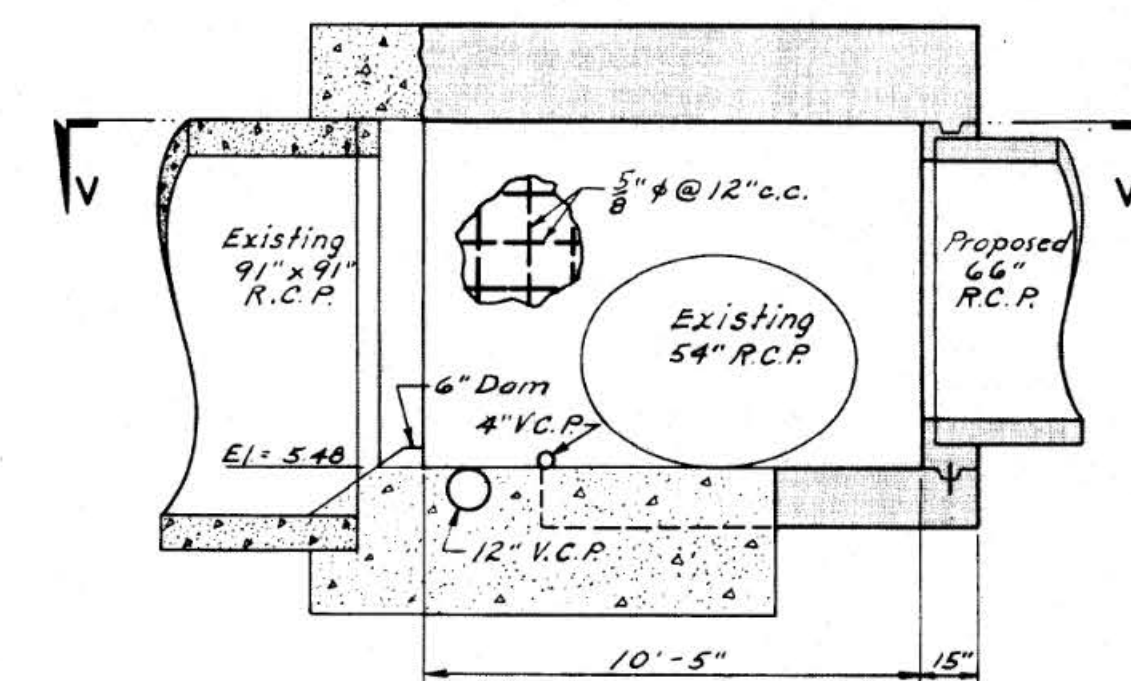 V
V
5/8" ϕ @ 12" c.c.
Existing
91" x 91"
R.C.P.
Proposed
66"
R.C.P.
Existing
54" R.C.P.
6" Dam
4" V.C.P.
El = 5.48
12" V.C.P.
10'-5"
15"